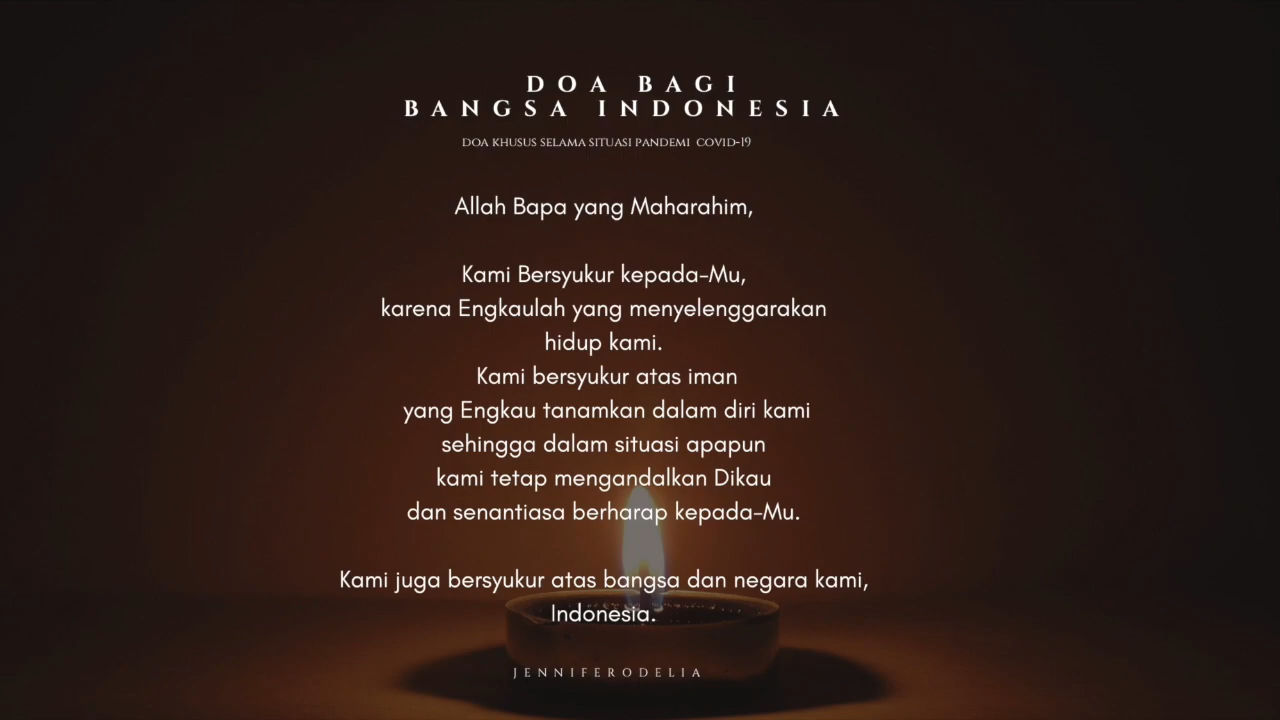 DOA BAGI
BANGSA INDONESIA
DOA KHUSUS SELAMA SITUASI PANDEMI COVID-19
Allah Bapa yang Maharahim,
Kami Bersyukur kepada-Mu,
karena Engkaulah yang menyelenggarakan
hidup kami.
Kami bersyukur atas iman
yang Engkau tanamkan dalam diri kami
sehingga dalam situasi apapun
kami tetap mengandalkan Dikau
dan senantiasa berharap kepada-Mu.
Kami juga bersyukur atas bangsa dan negara kami,
Indonesia.
JENNIFERODELIA